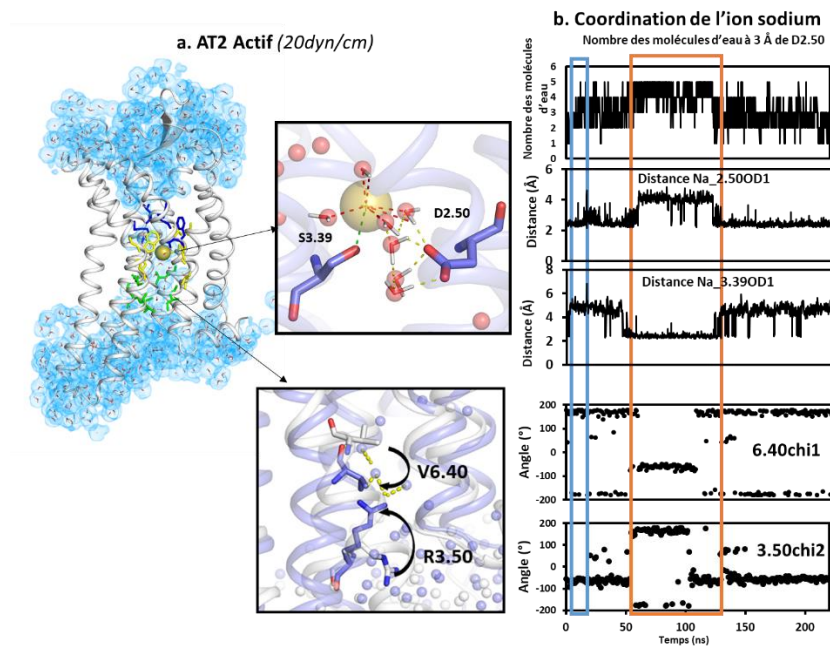 a. AT2 Actif (20dyn/cm)
S3.39
D2.50
V6.40
R3.50
b. Coordination de l'ion sodium
Nombre des molécules d'eau à 3 Å de D2.50
Nombre des molécules
d'eau
6
5
4
3
2
1
0
Distance Na_2.50OD1
Distance (Å)
6
4
2
0
Distance Na_3.39OD1
Distance (Å)
8
6
4
2
0
6.40chi1
Angle (°)
200
100
0
-100
-200
3.50chi2
Angle (°)
200
100
0
-100
-200
0
50
100
150
200
Temps (ns)